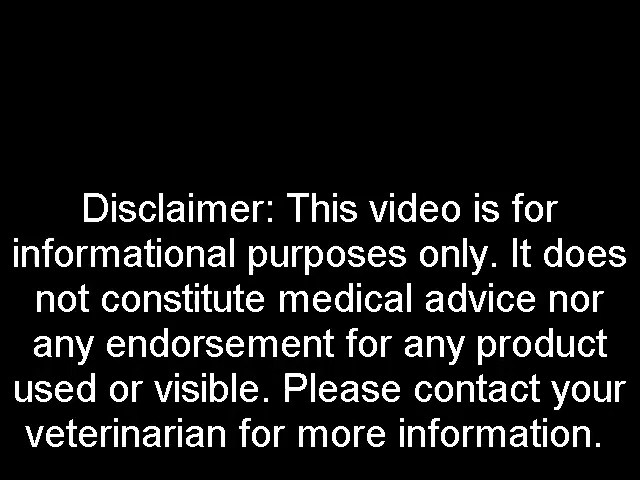 Disclaimer: This video is for
informational purposes only. It does
not constitute medical advice nor
any endorsement for any product
used or visible. Please contact your
veterinarian for more information.